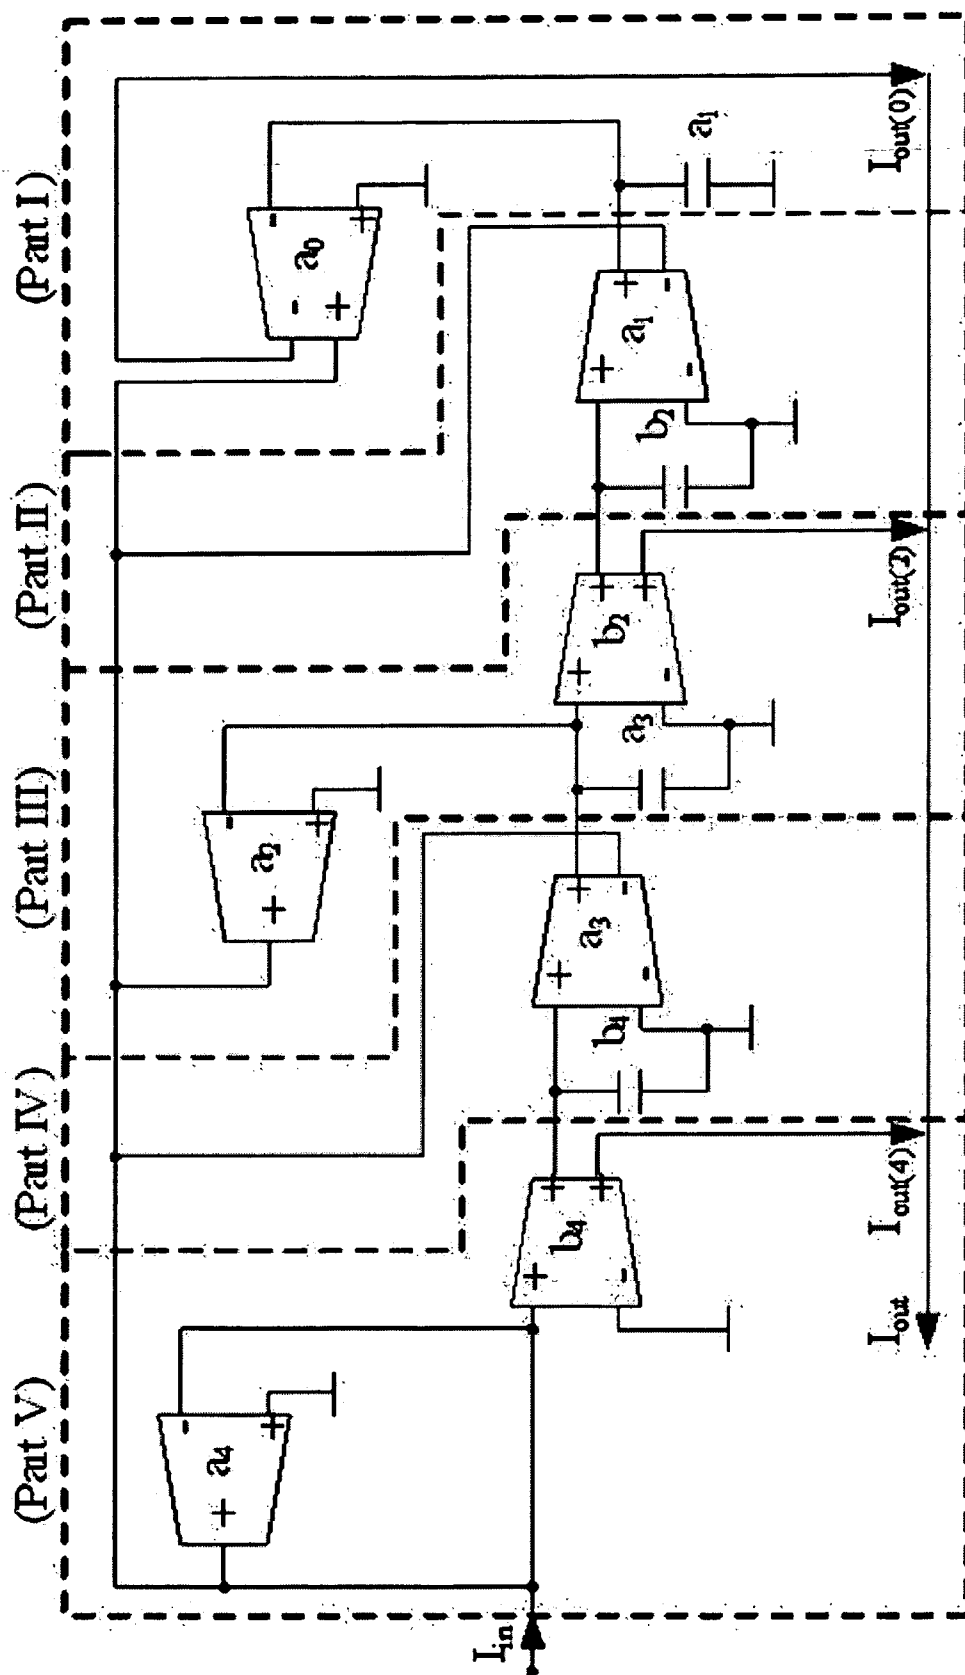 (Part V) (Part IV) (Part III) (Part II) (Part I)
a4
+
-
+
a2
+
-
+
a0
-
+
-
+
Iin
b4
+
-
+
+
b4
a3
+
-
+
-
a3
b2
+
-
+
+
b2
a1
+
-
+
-
a1
Iout
Iout(4)
Iout(2)
Iout(0)